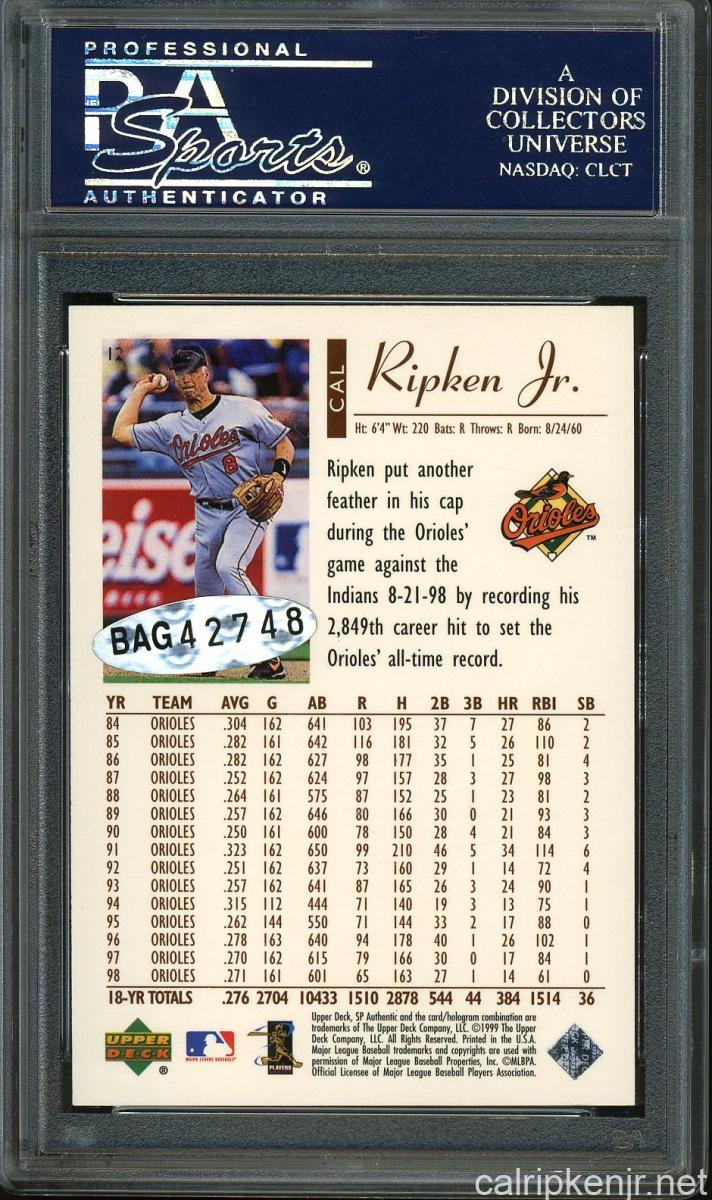 PROFESSIONAL
PSA
Sports®
AUTHENTICATOR
A
DIVISION OF
COLLECTORS
UNIVERSE
NASDAQ: CLCT
12
CAL
Ripken Jr.
Ht: 6'4" Wt: 220 Bats: R Throws: R Born: 8/24/60
Orioles
8
eise
Ripken put another
feather in his cap
during the Orioles'
game against the
Indians 8-21-98 by recording his
2,849th career hit to set the
Orioles' all-time record.
Orioles
TM
BAG42748
YR TEAM AVG G AB R H 2B 3B HR RBI SB
84 ORIOLES .304 162 641 103 195 37 7 27 86 2
85 ORIOLES .282 161 642 116 181 32 5 26 110 2
86 ORIOLES .282 162 627 98 177 35 1 25 81 4
87 ORIOLES .252 162 624 97 157 28 3 27 98 3
88 ORIOLES .264 161 575 87 152 25 1 23 81 2
89 ORIOLES .257 162 646 80 166 30 0 21 93 3
90 ORIOLES .250 161 600 78 150 28 4 21 84 3
91 ORIOLES .323 162 650 99 210 46 5 34 114 6
92 ORIOLES .251 162 637 73 160 29 1 14 72 4
93 ORIOLES .257 162 641 87 165 26 3 24 90 1
94 ORIOLES .315 112 444 71 140 19 3 13 75 1
95 ORIOLES .262 144 550 71 144 33 2 17 88 0
96 ORIOLES .278 163 640 94 178 40 1 26 102 1
97 ORIOLES .270 162 615 79 166 30 0 17 84 1
98 ORIOLES .271 161 601 65 163 27 1 14 61 0
18-YR TOTALS .276 2704 10433 1510 2878 544 44 384 1514 36
UPPER
DECK
®
MAJOR LEAGUE BASEBALL
PLAYERS
Upper Deck, SP Authentic and the card/hologram combination are
trademarks of The Upper Deck Company, LLC. ©1999 The Upper
Deck Company, LLC. All Rights Reserved. Printed in the U.S.A.
Major League Baseball trademarks and copyrights are used with
permission of Major League Baseball Properties, Inc. ©MLBPA.
Official Licensee of Major League Baseball Players Association.
calripkenjr.net